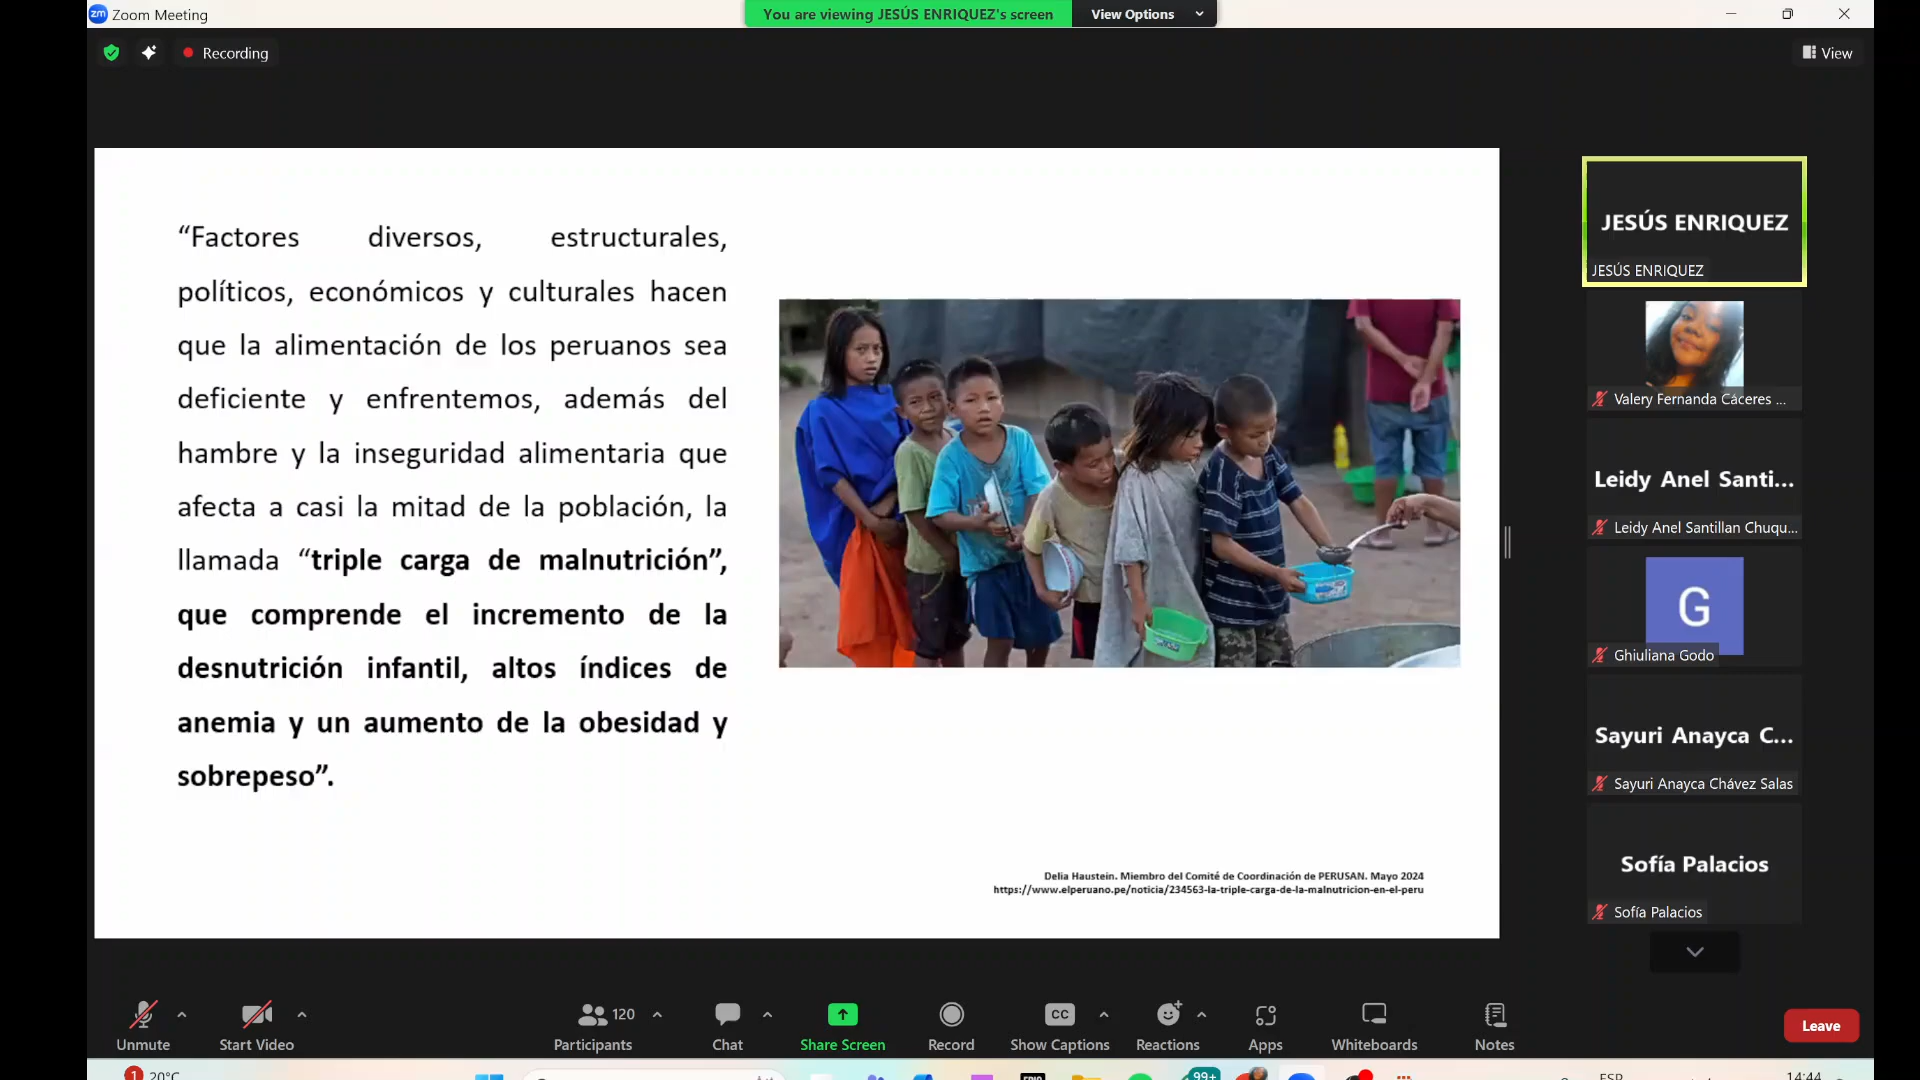 Zoom Meeting
You are viewing JESÚS ENRIQUEZ's screen
View Options
Recording
View
“Factores diversos, estructurales,
políticos, económicos y culturales hacen
que la alimentación de los peruanos sea
deficiente y enfrentemos, además del
hambre y la inseguridad alimentaria que
afecta a casi la mitad de la población, la
llamada “triple carga de malnutrición”,
que comprende el incremento de la
desnutrición infantil, altos índices de
anemia y un aumento de la obesidad y
sobrepeso”.
Delia Haustein. Miembro del Comité de Coordinación de PERUSAN. Mayo 2024
https://www.elperuano.pe/noticia/234563-la-triple-carga-de-la-malnutricion-en-el-peru
JESÚS ENRIQUEZ
JESÚS ENRIQUEZ
Valery Fernanda Cáceres ...
Leidy Anel Santi...
Leidy Anel Santillan Chuqu...
G
Ghiuliana Godo
Sayuri Anayca C...
Sayuri Anayca Chávez Salas
Sofía Palacios
Sofía Palacios
Unmute
Start Video
120
Participants
Chat
Share Screen
Record
CC
Show Captions
Reactions
Apps
Whiteboards
Notes
Leave
1
20°C
99+
ESP
14:44